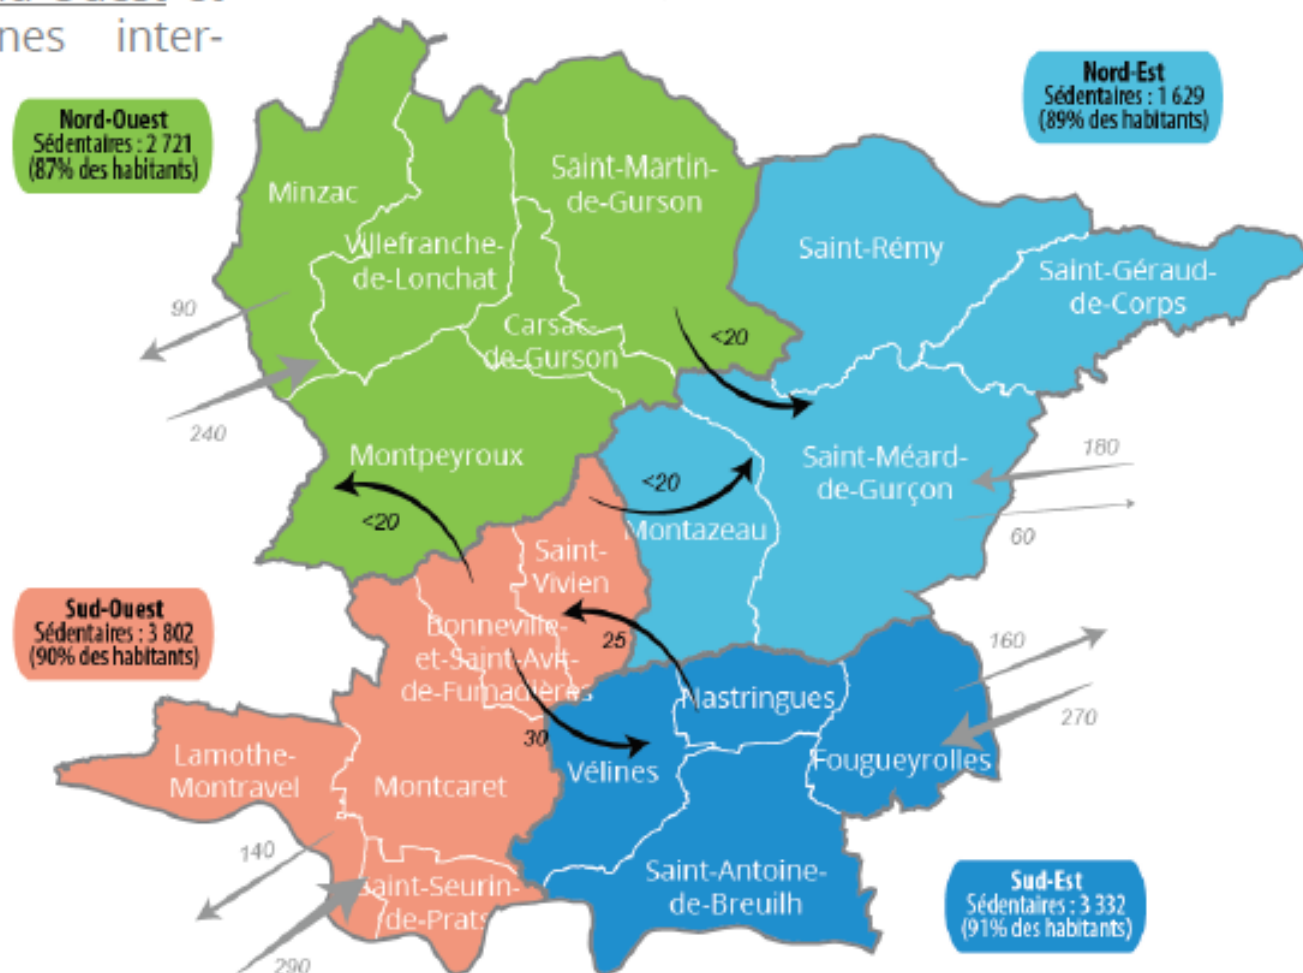 nes inter-
Nord-Ouest
Sédentaires : 2 721
(87% des habitants)
Nord-Est
Sédentaires : 1 629
(89% des habitants)
Minzac
Saint-Martin-
de-Gurson
Villefranche-
de-Lonchat
Saint-Rémy
Saint-Géraud-
de-Corps
90
Carsac-
de-Gurson
<20
240
Montpeyroux
Saint-Méard-
de-Gurçon
180
<20
<20
Montazeau
60
Saint-
Vivien
Sud-Ouest
Sédentaires : 3 802
(90% des habitants)
Bonneville-
et-Saint-Avit-
de-Fumadières
25
160
Nastringues
270
30
Lamothe-
Montravel
Montcaret
Vélines
Fougueyrolles
140
Saint-Seurin-
de-Prats
Saint-Antoine-
de-Breuilh
Sud-Est
Sédentaires : 3 332
(91% des habitants)
290